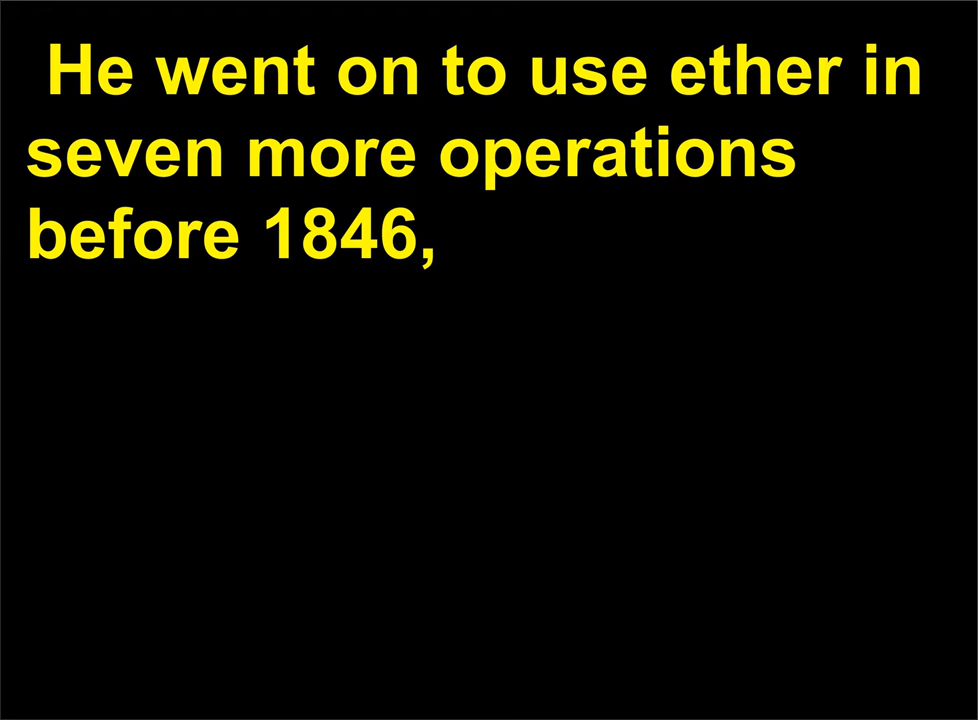 He went on to use ether in
seven more operations
before 1846,